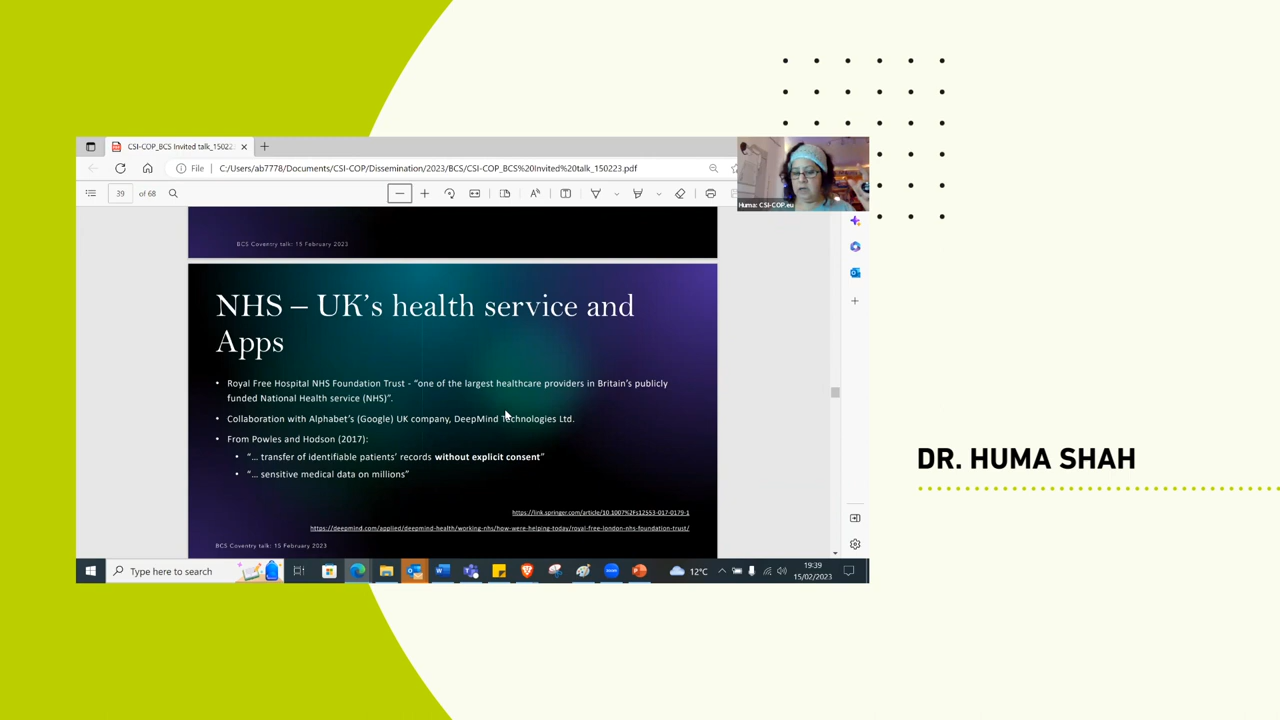 CSI-COP_BCS Invited talk_150223.
File
C:/Users/ab7778/Documents/CSI-COP/Dissemination/2023/BCS/CSI-COP_BCS%20Invited%20talk_150223.pdf
39 of 68
Huma: CSI-COP.eu
BCS Coventry talk: 15 February 2023
NHS – UK's health service and
Apps
• Royal Free Hospital NHS Foundation Trust - “one of the largest healthcare providers in Britain's publicly
funded National Health service (NHS)”.
• Collaboration with Alphabet's (Google) UK company, DeepMind Technologies Ltd.
• From Powles and Hodson (2017):
• “… transfer of identifiable patients' records without explicit consent”
• “… sensitive medical data on millions”
https://link.springer.com/article/10.1007%2Fs12553-017-0179-1
https://deepmind.com/applied/deepmind-health/working-nhs/how-were-helping-today/royal-free-london-nhs-foundation-trust/
BCS Coventry talk: 15 February 2023
Type here to search
12°C
19:39
15/02/2023
DR. HUMA SHAH